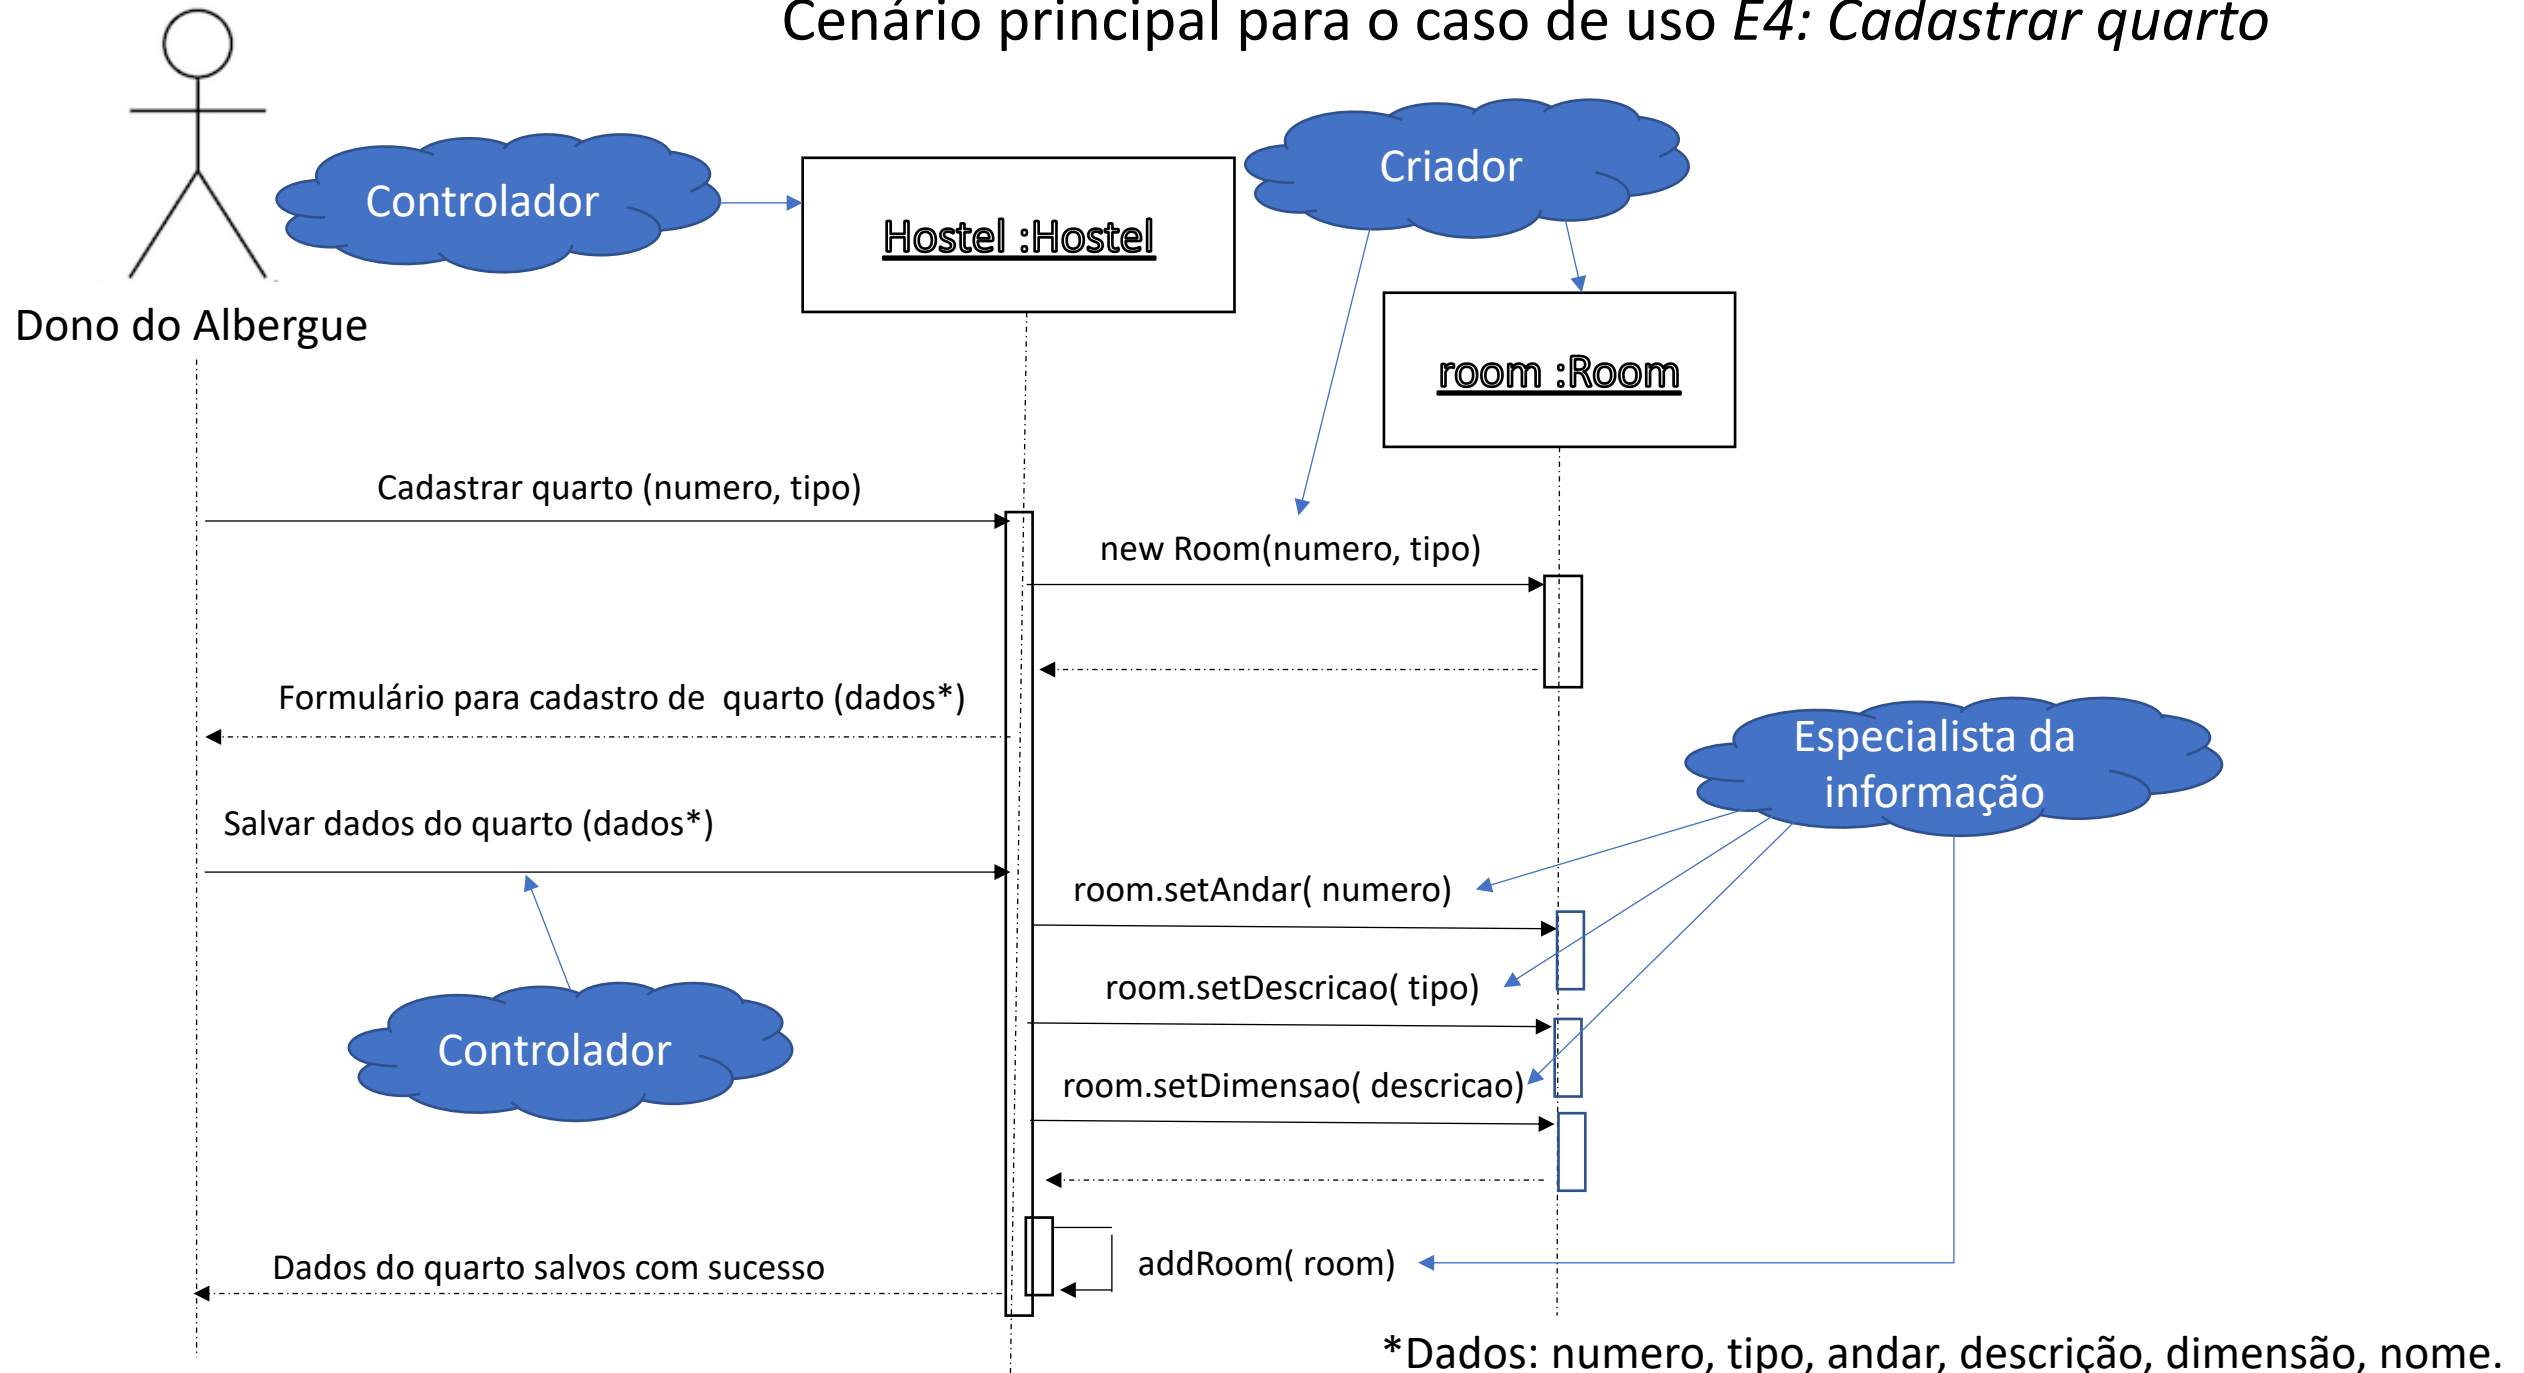 Cenário principal para o caso de uso E4: Cadastrar quarto
Controlador
Criador
Hostel :Hostel
Dono do Albergue
room :Room
Cadastrar quarto (numero, tipo)
new Room(numero, tipo)
Formulário para cadastro de  quarto (dados*)
Especialista da
informação
Salvar dados do quarto (dados*)
room.setAndar( numero)
room.setDescricao( tipo)
Controlador
room.setDimensao( descricao)
addRoom( room)
Dados do quarto salvos com sucesso
*Dados: numero, tipo, andar, descrição, dimensão, nome.